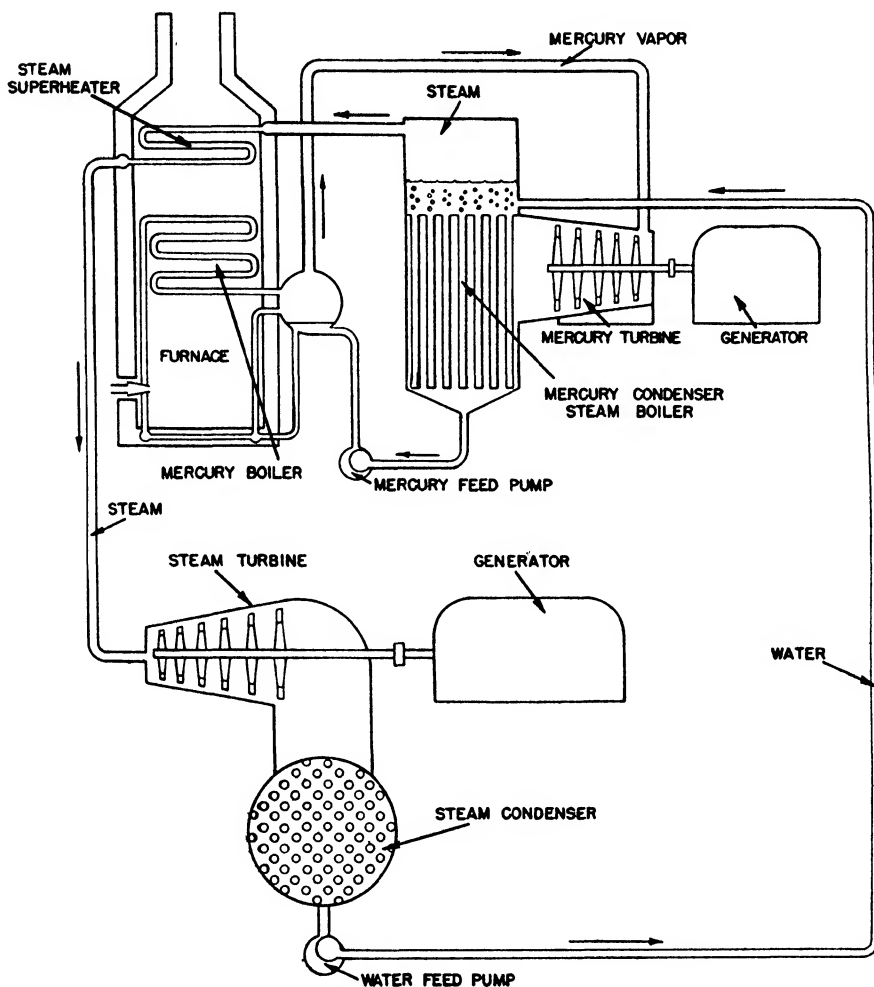 MERCURY VAPOR
STEAM
SUPERHEATER
STEAM
FURNACE
MERCURY TURBINE
GENERATOR
MERCURY CONDENSER
STEAM BOILER
MERCURY BOILER
MERCURY FEED PUMP
STEAM
STEAM TURBINE
GENERATOR
WATER
STEAM CONDENSER
WATER FEED PUMP